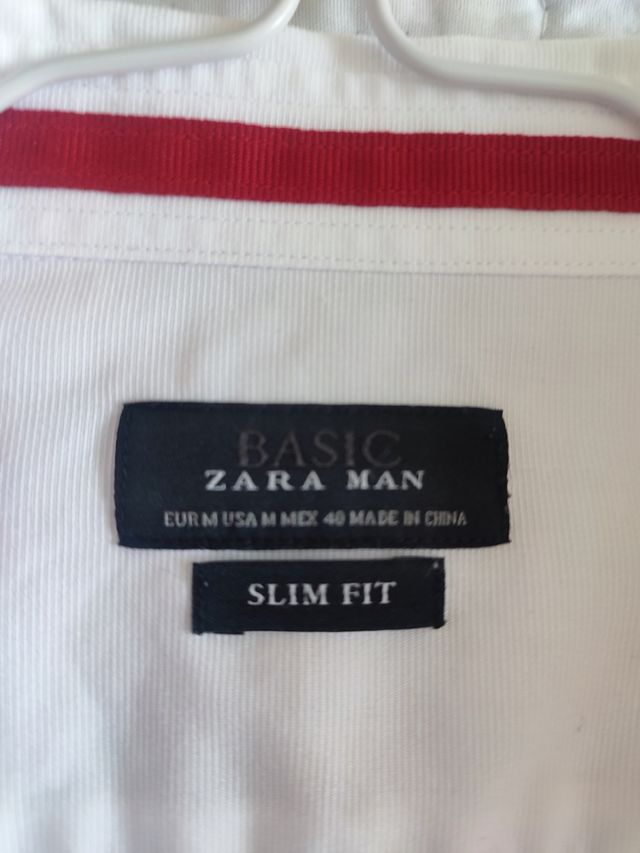 BASIC
ZARA MAN
EUR M USA M MEX 40 MADE IN CHINA
SLIM FIT